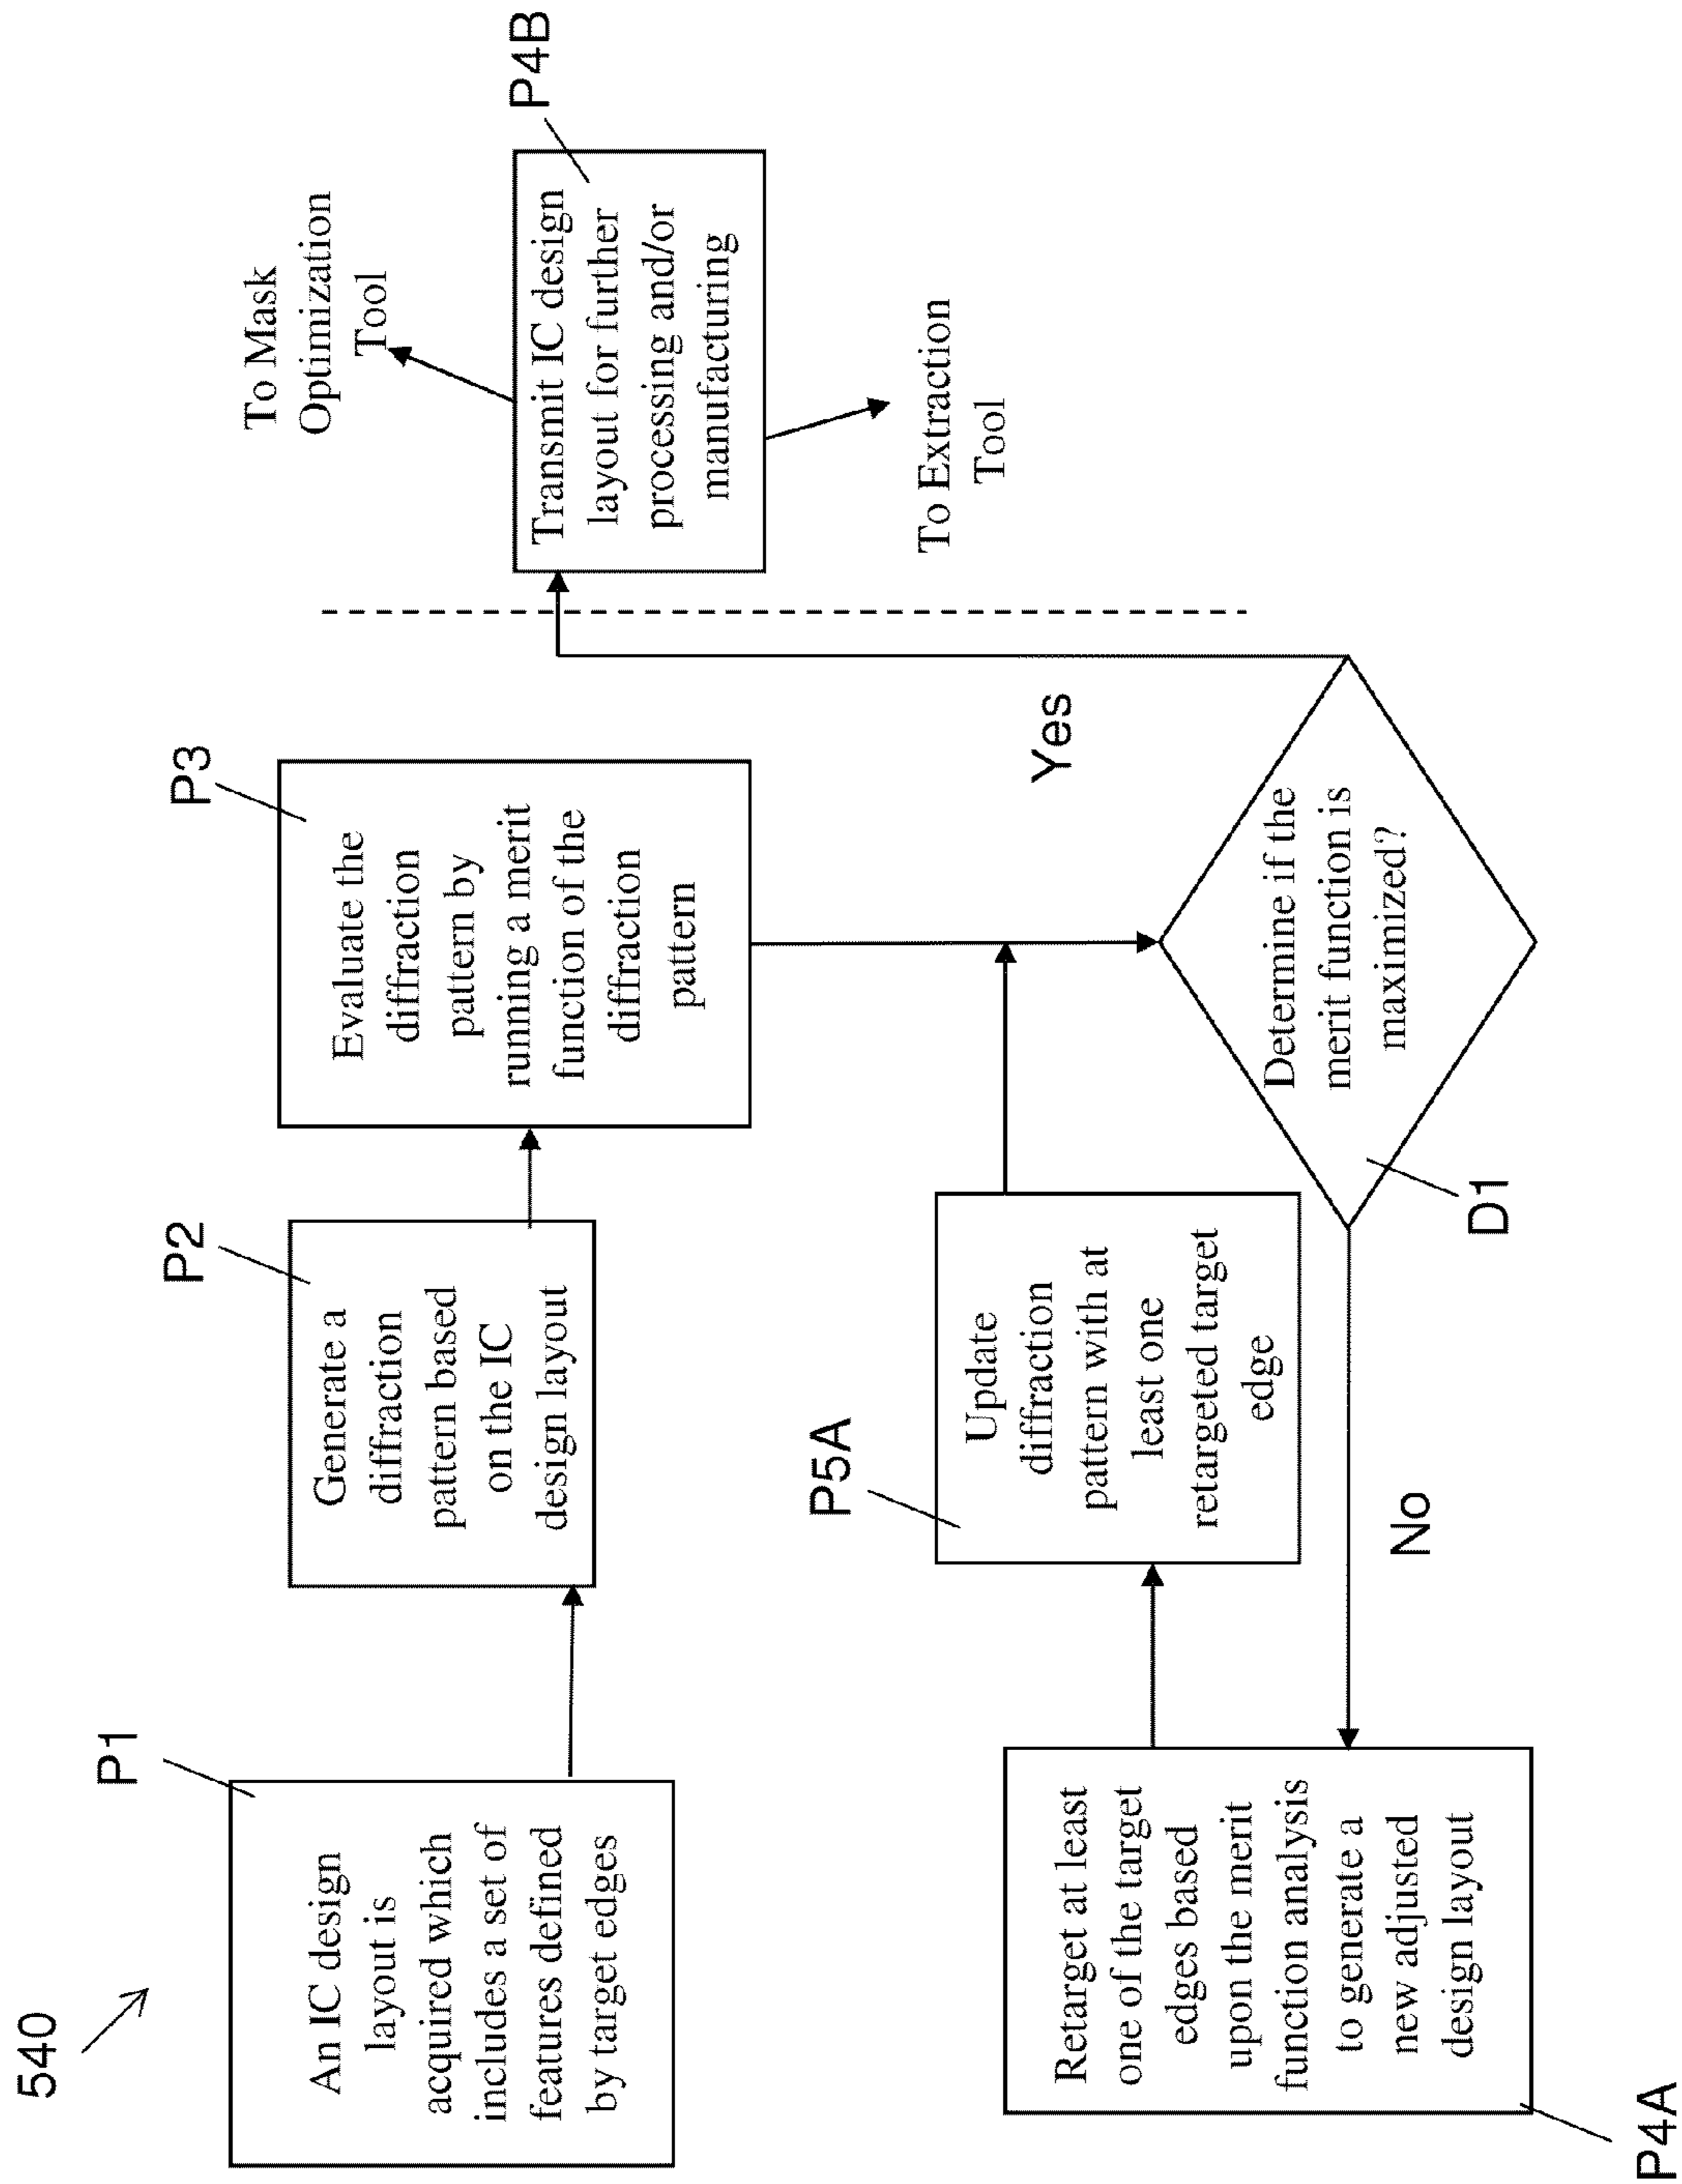 540
P1
An IC design
layout is
acquired which
includes a set of
features defined
by target edges
P2
Generate a
diffraction
pattern based
on the IC
design layout
P3
Evaluate the
diffraction
pattern by
running a merit
function of the
diffraction
pattern
To Mask
Optimization
Tool
P4B
Transmit IC design
layout for further
processing and/or
manufacturing
To Extraction
Tool
Yes
Determine if the
merit function is
maximized?
D1
No
P4A
Retarget at least
one of the target
edges based
upon the merit
function analysis
to generate a
new adjusted
design layout
P5A
Update
diffraction
pattern with at
least one
retargeted target
edge